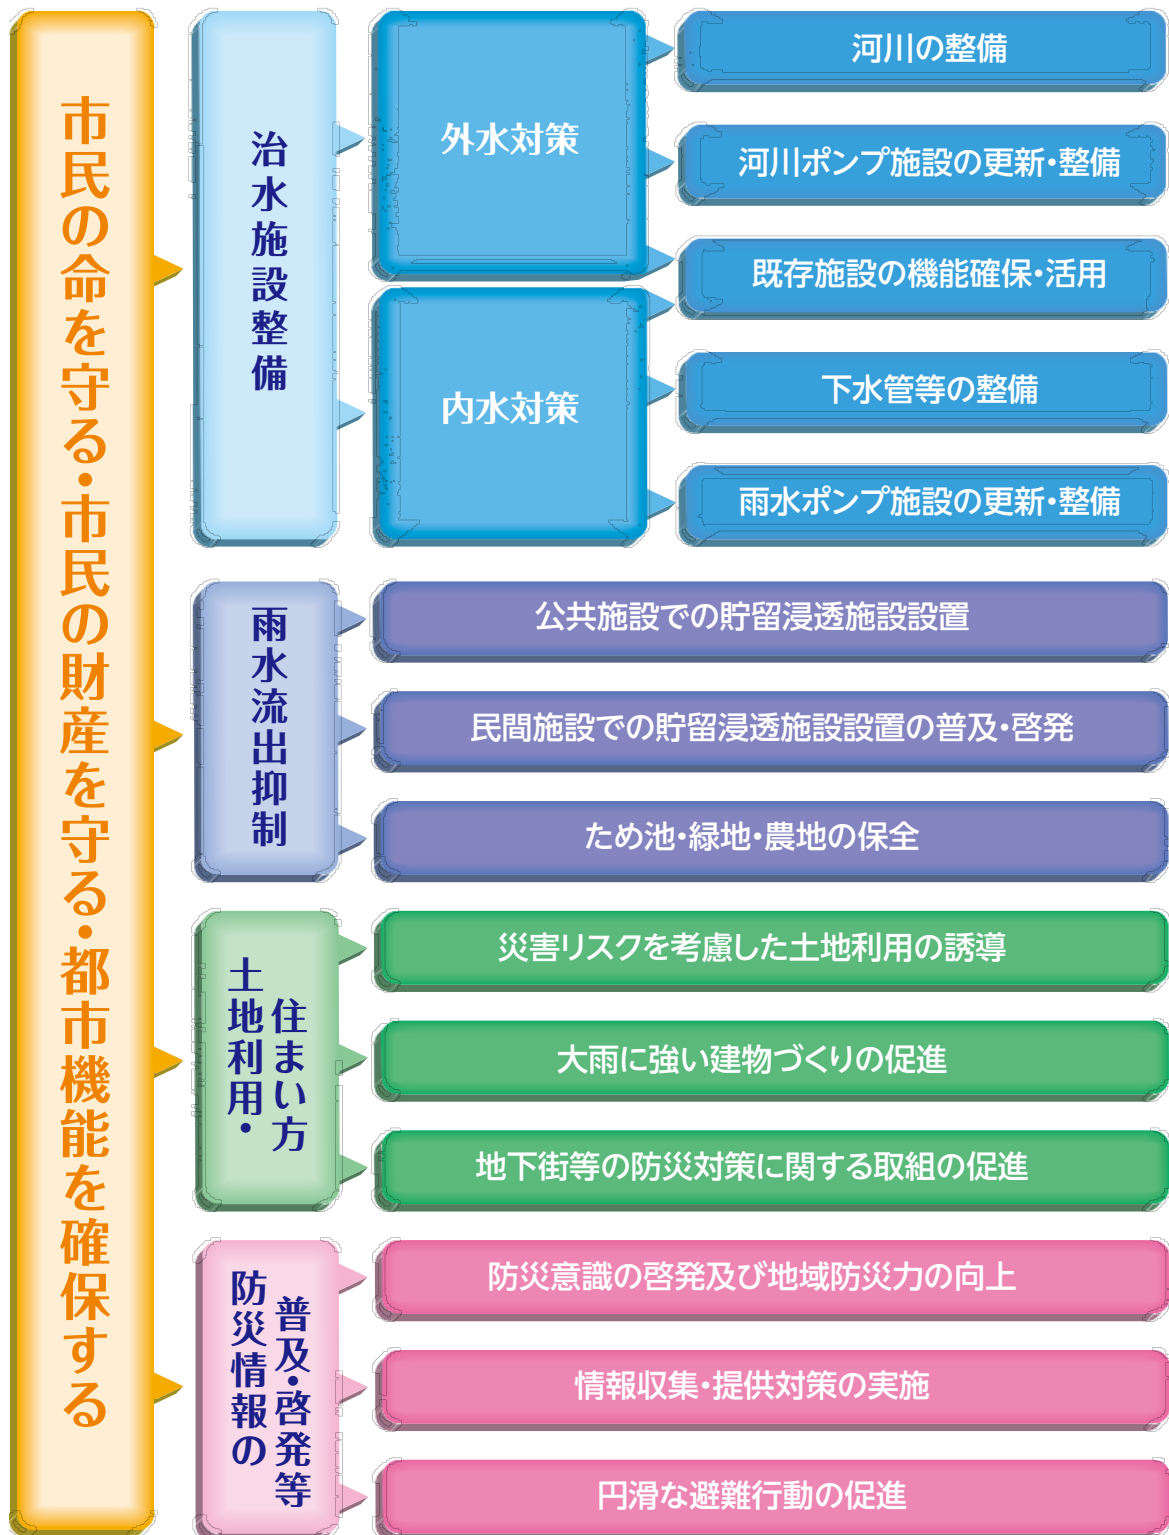 市民の命を守る・市民の財産を守る・都市機能を確保する
治水施設整備
外水対策
河川の整備
河川ポンプ施設の更新・整備
既存施設の機能確保・活用
内水対策
下水管等の整備
雨水ポンプ施設の更新・整備
雨水流出抑制
公共施設での貯留浸透施設設置
民間施設での貯留浸透施設設置の普及・啓発
ため池・緑地・農地の保全
土地利用・
住まい方
災害リスクを考慮した土地利用の誘導
大雨に強い建物づくりの促進
地下街等の防災対策に関する取組の促進
防災情報の
普及・啓発等
防災意識の啓発及び地域防災力の向上
情報収集・提供対策の実施
円滑な避難行動の促進